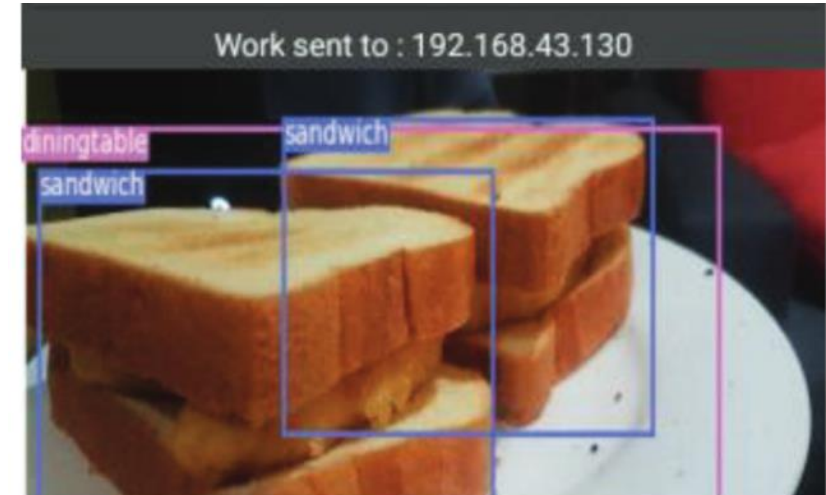 Work sent to : 192.168.43.130
diningtable
sandwich
sandwich